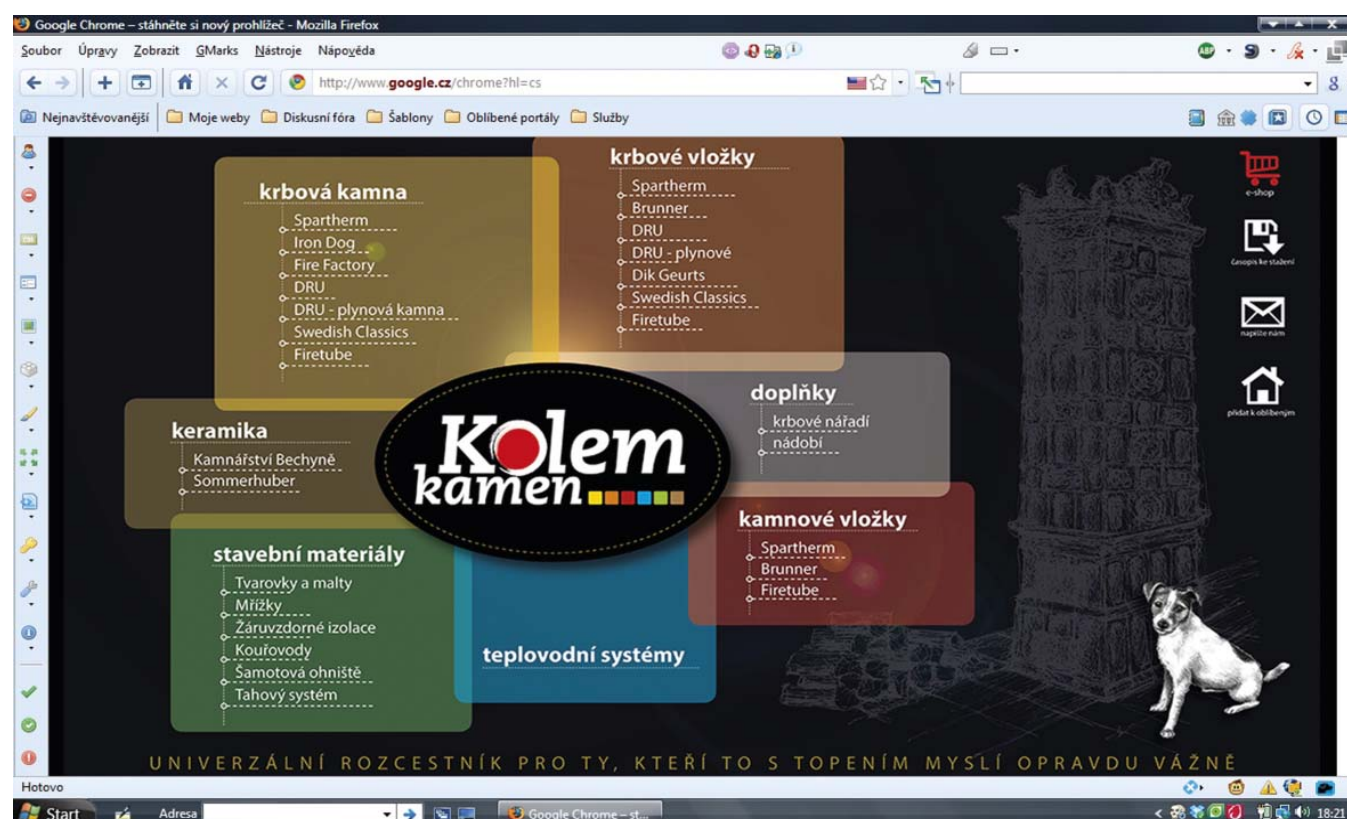 Google Chrome – stáhněte si nový prohlížeč - Mozilla Firefox
Soubor Úpravy Zobrazit GMarks Nástroje Nápověda
ABP
http://www.google.cz/chrome?hl=cs
Nejnavštěvovanější Moje weby Diskusní fóra Šablony Oblíbené portály Služby
krbová kamna
Spartherm
Iron Dog
Fire Factory
DRU
DRU - plynová kamna
Swedish Classics
Firetube
krbové vložky
Spartherm
Brunner
DRU
DRU - plynové
Dik Geurts
Swedish Classics
Firetube
e-shop
časopis ke stažení
napište nám
přidat k oblíbeným
keramika
Kamnářství Bechyně
Sommerhuber
Kolem
kamen
doplňky
krbové nářadí
nádobí
kamnové vložky
Spartherm
Brunner
Firetube
stavební materiály
Tvarovky a malty
Mřížky
Žáruvzdorné izolace
Kouřovody
Šamotová ohniště
Tahový systém
teplovodní systémy
UNIVERZÁLNÍ ROZCESTNÍK PRO TY, KTEŘÍ TO S TOPENÍM MYSLÍ OPRAVDU VÁŽNĚ
Hotovo
Start Adresa Google Chrome – st... 18:21